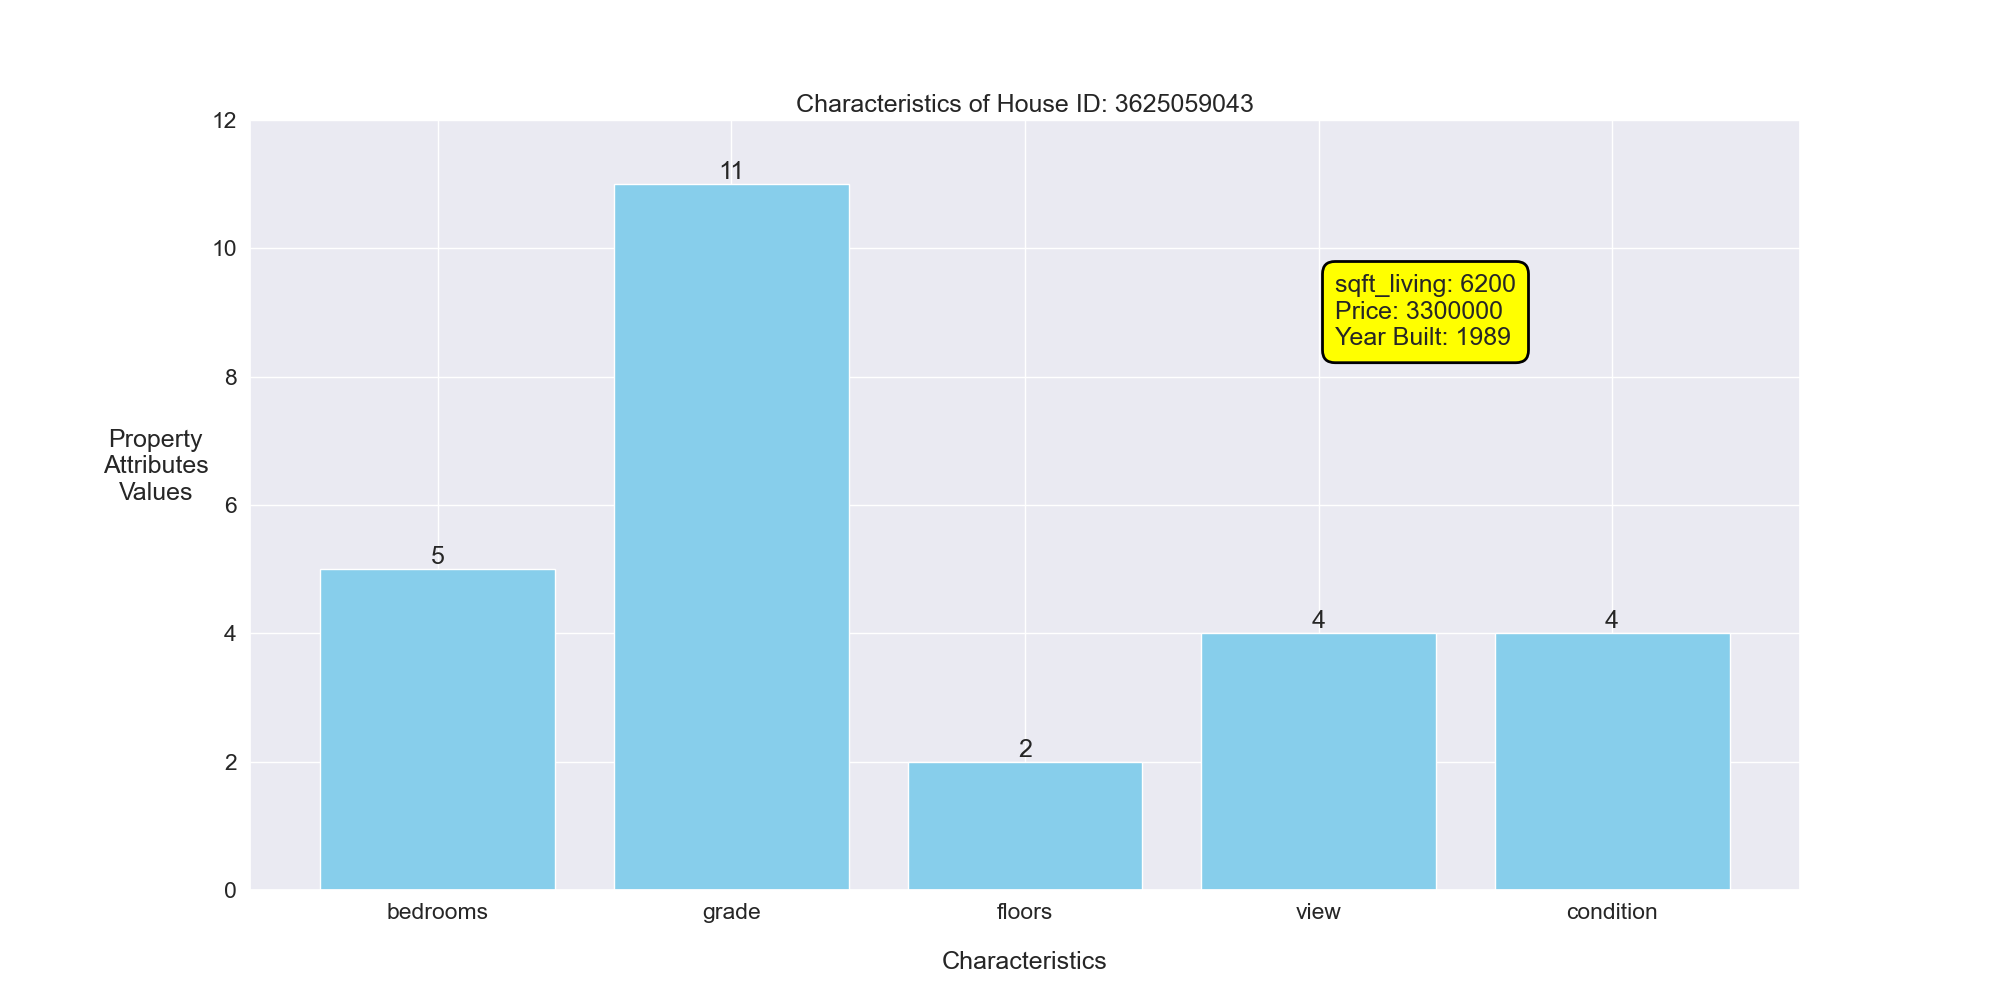 Characteristics of House ID: 3625059043
12
10
8
6
4
2
0
Property
Attributes
Values
5
11
2
4
4
sqft_living: 6200
Price: 3300000
Year Built: 1989
bedrooms
grade
floors
view
condition
Characteristics